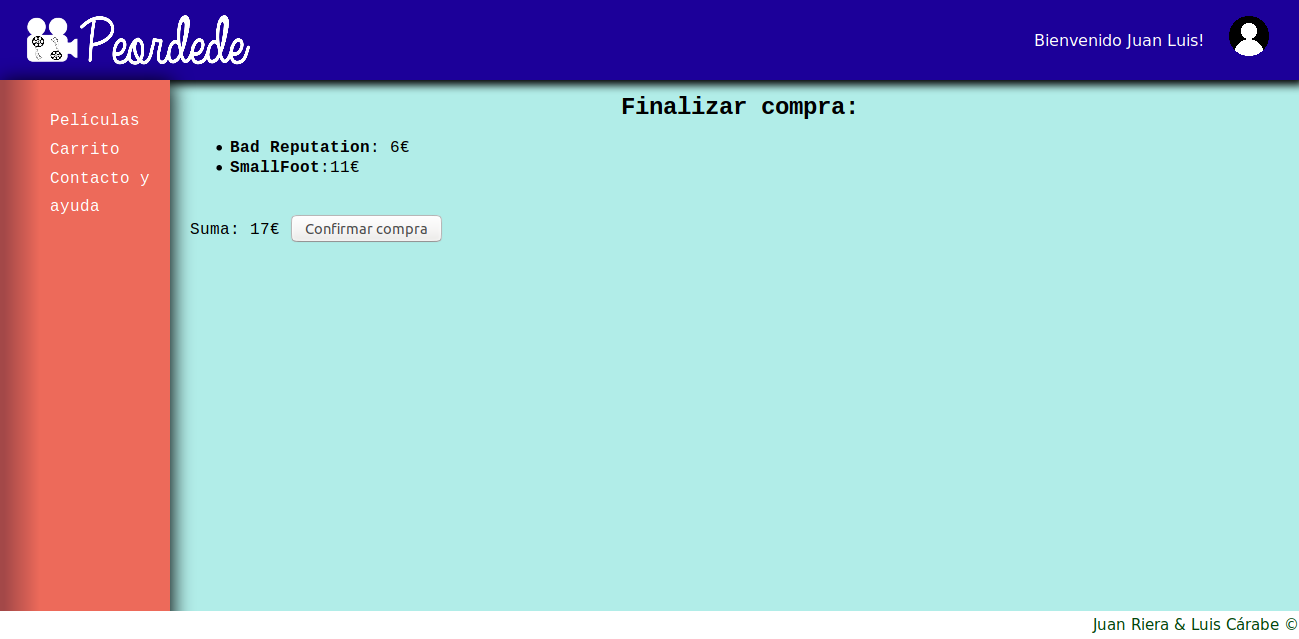 Peordede
Bienvenido Juan Luis!
Películas
Carrito
Contacto y
ayuda
Finalizar compra:
Bad Reputation: 6€
SmallFoot:11€
Suma: 17€ Confirmar compra
Juan Riera & Luis Cárabe ©